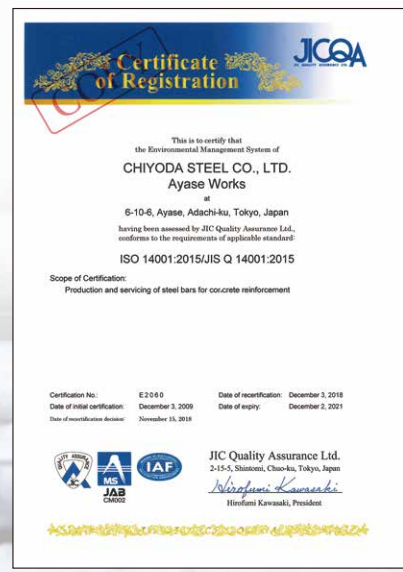 Certificate
of Registration
JICQA
JIC QUALITY ASSURANCE LTD.
COPY
This is to certify that
the Environmental Management System of
CHIYODA STEEL CO., LTD.
Ayase Works
at
6-10-6, Ayase, Adachi-ku, Tokyo, Japan
having been assessed by JIC Quality Assurance Ltd.,
conforms to the requirements of applicable standard:
ISO 14001:2015/JIS Q 14001:2015
Scope of Certification:
Production and servicing of steel bars for concrete reinforcement
Certification No.: E2060 Date of recertification: December 3, 2018
Date of initial certification: December 3, 2009 Date of expiry: December 2, 2021
Date of recertification decision: November 15, 2018
QUALITY ASSURANCE
JICQA
MS
JAB
CM002
IAF
JIC Quality Assurance Ltd.
2-15-5, Shintomi, Chuo-ku, Tokyo, Japan
Hirofumi Kawasaki
Hirofumi Kawasaki, President